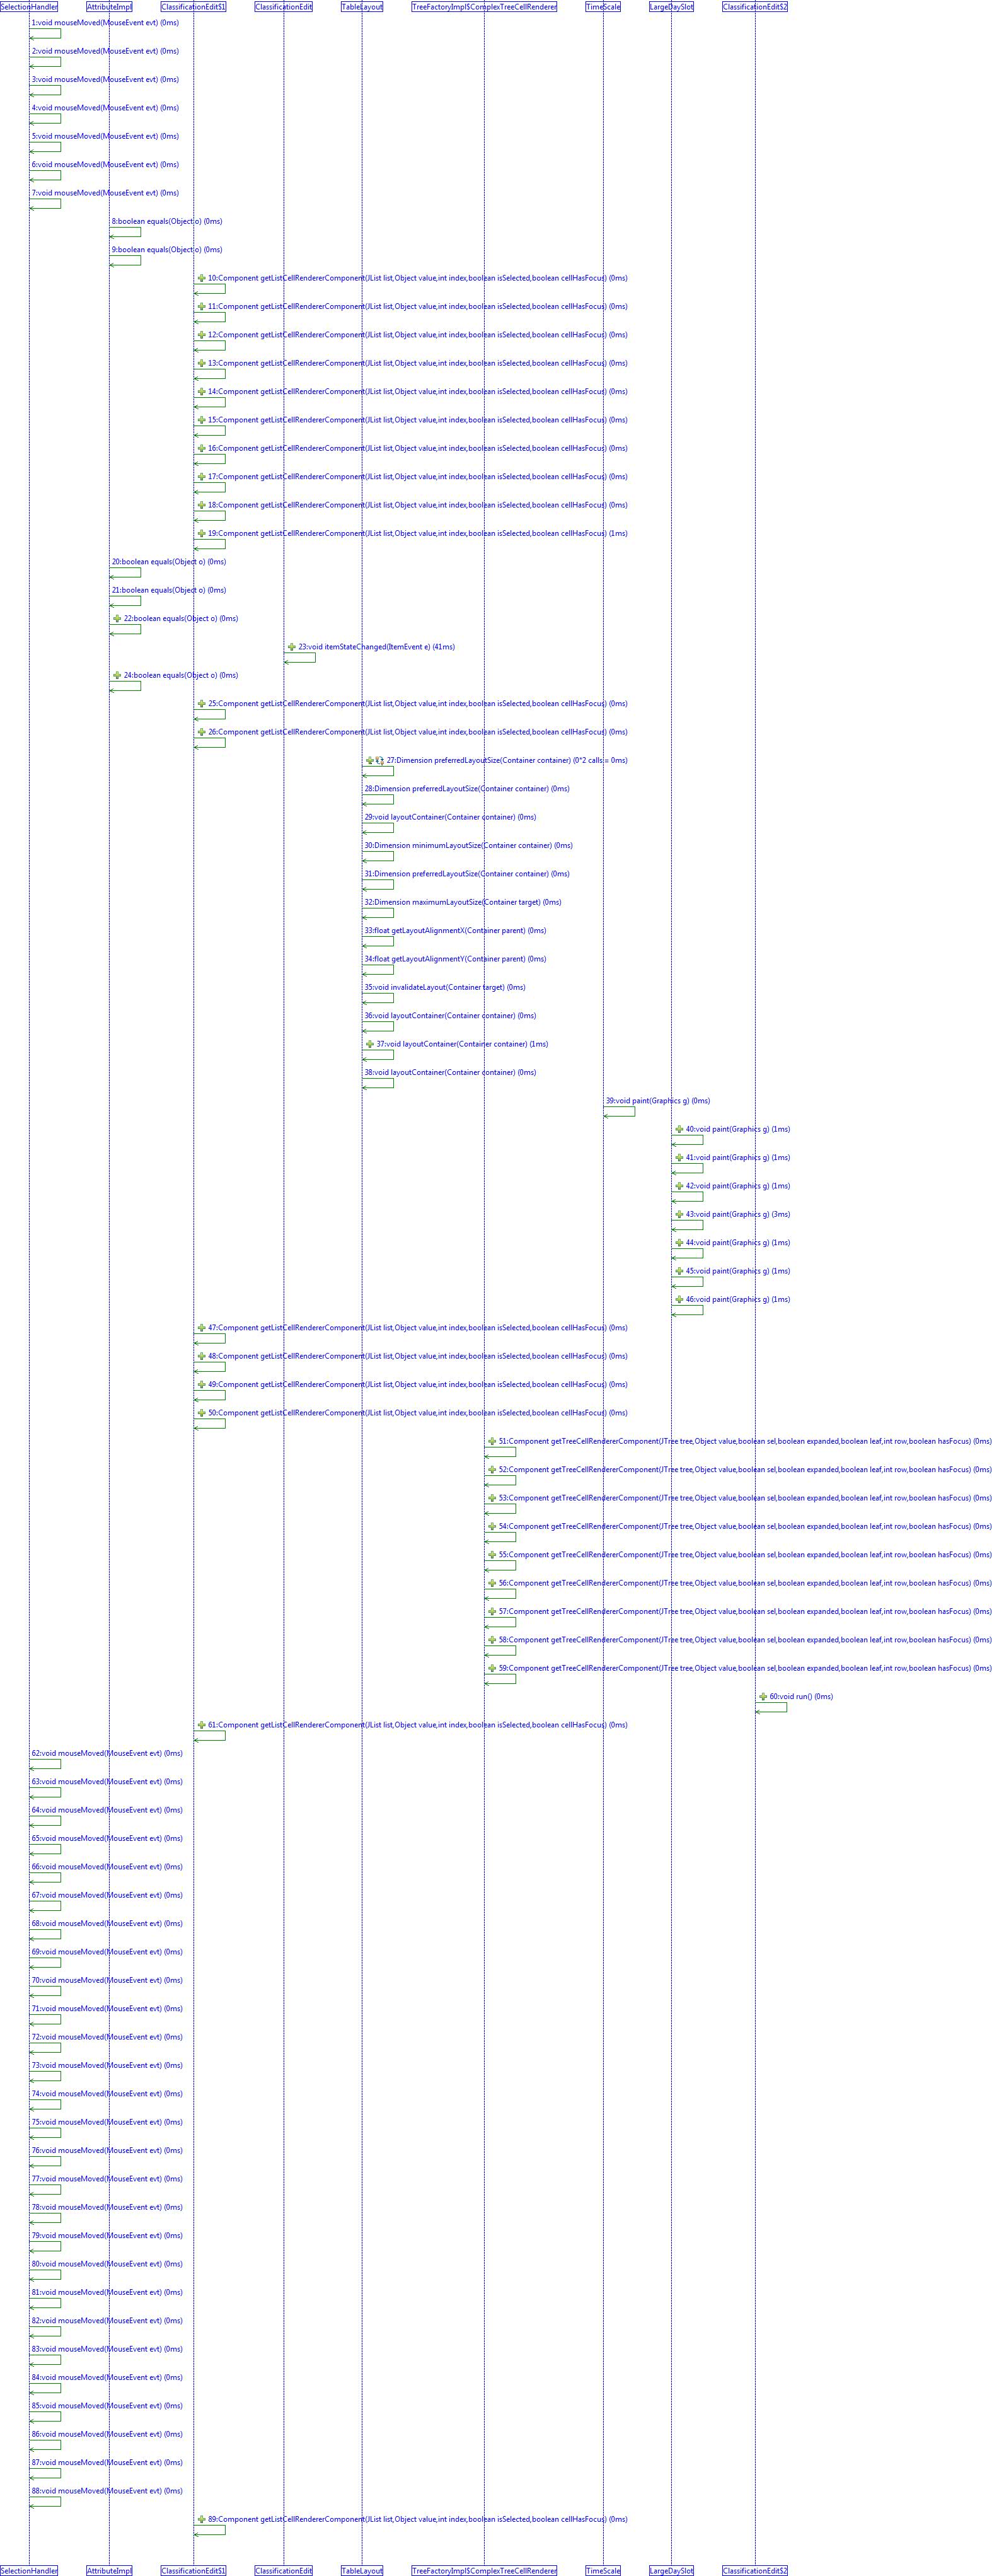 SelectionHandler AttributeImpl ClassificationEdit$1 ClassificationEdit TableLayout TreeFactoryImpl$ComplexTreeCellRenderer TimeScale LargeDaySlot ClassificationEdit$2
1:void mouseMoved(MouseEvent evt) (0ms)
2:void mouseMoved(MouseEvent evt) (0ms)
3:void mouseMoved(MouseEvent evt) (0ms)
4:void mouseMoved(MouseEvent evt) (0ms)
5:void mouseMoved(MouseEvent evt) (0ms)
6:void mouseMoved(MouseEvent evt) (0ms)
7:void mouseMoved(MouseEvent evt) (0ms)
8:boolean equals(Object o) (0ms)
9:boolean equals(Object o) (0ms)
10:Component getListCellRendererComponent(JList list,Object value,int index,boolean isSelected,boolean cellHasFocus) (0ms)
11:Component getListCellRendererComponent(JList list,Object value,int index,boolean isSelected,boolean cellHasFocus) (0ms)
12:Component getListCellRendererComponent(JList list,Object value,int index,boolean isSelected,boolean cellHasFocus) (0ms)
13:Component getListCellRendererComponent(JList list,Object value,int index,boolean isSelected,boolean cellHasFocus) (0ms)
14:Component getListCellRendererComponent(JList list,Object value,int index,boolean isSelected,boolean cellHasFocus) (0ms)
15:Component getListCellRendererComponent(JList list,Object value,int index,boolean isSelected,boolean cellHasFocus) (0ms)
16:Component getListCellRendererComponent(JList list,Object value,int index,boolean isSelected,boolean cellHasFocus) (0ms)
17:Component getListCellRendererComponent(JList list,Object value,int index,boolean isSelected,boolean cellHasFocus) (0ms)
18:Component getListCellRendererComponent(JList list,Object value,int index,boolean isSelected,boolean cellHasFocus) (0ms)
19:Component getListCellRendererComponent(JList list,Object value,int index,boolean isSelected,boolean cellHasFocus) (1ms)
20:boolean equals(Object o) (0ms)
21:boolean equals(Object o) (0ms)
22:boolean equals(Object o) (0ms)
23:void itemStateChanged(ItemEvent e) (41ms)
24:boolean equals(Object o) (0ms)
25:Component getListCellRendererComponent(JList list,Object value,int index,boolean isSelected,boolean cellHasFocus) (0ms)
26:Component getListCellRendererComponent(JList list,Object value,int index,boolean isSelected,boolean cellHasFocus) (0ms)
27:Dimension preferredLayoutSize(Container container) (0*2 calls = 0ms)
28:Dimension preferredLayoutSize(Container container) (0ms)
29:void layoutContainer(Container container) (0ms)
30:Dimension minimumLayoutSize(Container container) (0ms)
31:Dimension preferredLayoutSize(Container container) (0ms)
32:Dimension maximumLayoutSize(Container target) (0ms)
33:float getLayoutAlignmentX(Container parent) (0ms)
34:float getLayoutAlignmentY(Container parent) (0ms)
35:void invalidateLayout(Container target) (0ms)
36:void layoutContainer(Container container) (0ms)
37:void layoutContainer(Container container) (1ms)
38:void layoutContainer(Container container) (0ms)
39:void paint(Graphics g) (0ms)
40:void paint(Graphics g) (1ms)
41:void paint(Graphics g) (1ms)
42:void paint(Graphics g) (1ms)
43:void paint(Graphics g) (3ms)
44:void paint(Graphics g) (1ms)
45:void paint(Graphics g) (1ms)
46:void paint(Graphics g) (1ms)
47:Component getListCellRendererComponent(JList list,Object value,int index,boolean isSelected,boolean cellHasFocus) (0ms)
48:Component getListCellRendererComponent(JList list,Object value,int index,boolean isSelected,boolean cellHasFocus) (0ms)
49:Component getListCellRendererComponent(JList list,Object value,int index,boolean isSelected,boolean cellHasFocus) (0ms)
50:Component getListCellRendererComponent(JList list,Object value,int index,boolean isSelected,boolean cellHasFocus) (0ms)
51:Component getTreeCellRendererComponent(JTree tree,Object value,boolean sel,boolean expanded,boolean leaf,int row,boolean hasFocus) (0ms)
52:Component getTreeCellRendererComponent(JTree tree,Object value,boolean sel,boolean expanded,boolean leaf,int row,boolean hasFocus) (0ms)
53:Component getTreeCellRendererComponent(JTree tree,Object value,boolean sel,boolean expanded,boolean leaf,int row,boolean hasFocus) (0ms)
54:Component getTreeCellRendererComponent(JTree tree,Object value,boolean sel,boolean expanded,boolean leaf,int row,boolean hasFocus) (0ms)
55:Component getTreeCellRendererComponent(JTree tree,Object value,boolean sel,boolean expanded,boolean leaf,int row,boolean hasFocus) (0ms)
56:Component getTreeCellRendererComponent(JTree tree,Object value,boolean sel,boolean expanded,boolean leaf,int row,boolean hasFocus) (0ms)
57:Component getTreeCellRendererComponent(JTree tree,Object value,boolean sel,boolean expanded,boolean leaf,int row,boolean hasFocus) (0ms)
58:Component getTreeCellRendererComponent(JTree tree,Object value,boolean sel,boolean expanded,boolean leaf,int row,boolean hasFocus) (0ms)
59:Component getTreeCellRendererComponent(JTree tree,Object value,boolean sel,boolean expanded,boolean leaf,int row,boolean hasFocus) (0ms)
60:void run() (0ms)
61:Component getListCellRendererComponent(JList list,Object value,int index,boolean isSelected,boolean cellHasFocus) (0ms)
62:void mouseMoved(MouseEvent evt) (0ms)
63:void mouseMoved(MouseEvent evt) (0ms)
64:void mouseMoved(MouseEvent evt) (0ms)
65:void mouseMoved(MouseEvent evt) (0ms)
66:void mouseMoved(MouseEvent evt) (0ms)
67:void mouseMoved(MouseEvent evt) (0ms)
68:void mouseMoved(MouseEvent evt) (0ms)
69:void mouseMoved(MouseEvent evt) (0ms)
70:void mouseMoved(MouseEvent evt) (0ms)
71:void mouseMoved(MouseEvent evt) (0ms)
72:void mouseMoved(MouseEvent evt) (0ms)
73:void mouseMoved(MouseEvent evt) (0ms)
74:void mouseMoved(MouseEvent evt) (0ms)
75:void mouseMoved(MouseEvent evt) (0ms)
76:void mouseMoved(MouseEvent evt) (0ms)
77:void mouseMoved(MouseEvent evt) (0ms)
78:void mouseMoved(MouseEvent evt) (0ms)
79:void mouseMoved(MouseEvent evt) (0ms)
80:void mouseMoved(MouseEvent evt) (0ms)
81:void mouseMoved(MouseEvent evt) (0ms)
82:void mouseMoved(MouseEvent evt) (0ms)
83:void mouseMoved(MouseEvent evt) (0ms)
84:void mouseMoved(MouseEvent evt) (0ms)
85:void mouseMoved(MouseEvent evt) (0ms)
86:void mouseMoved(MouseEvent evt) (0ms)
87:void mouseMoved(MouseEvent evt) (0ms)
88:void mouseMoved(MouseEvent evt) (0ms)
89:Component getListCellRendererComponent(JList list,Object value,int index,boolean isSelected,boolean cellHasFocus) (0ms)
SelectionHandler AttributeImpl ClassificationEdit$1 ClassificationEdit TableLayout TreeFactoryImpl$ComplexTreeCellRenderer TimeScale LargeDaySlot ClassificationEdit$2